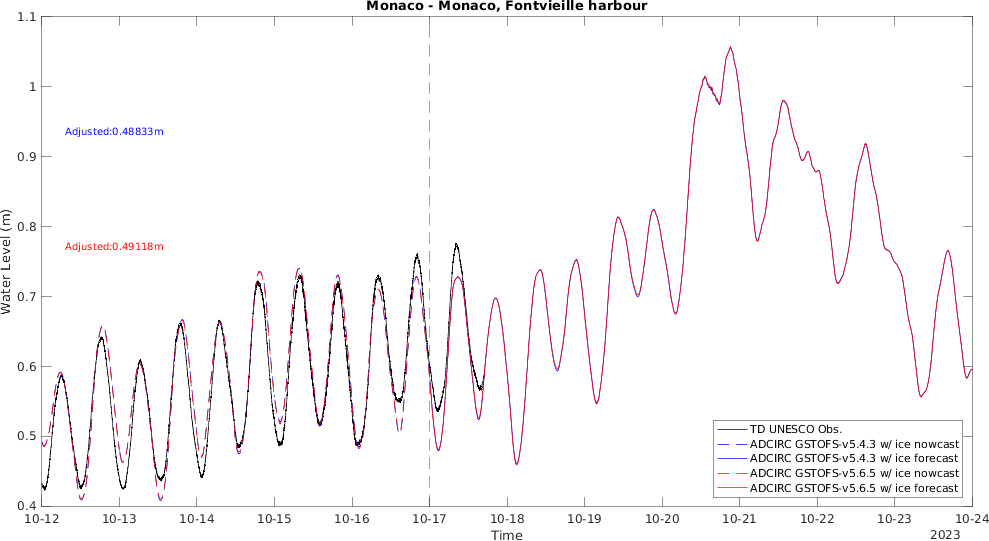 Monaco - Monaco, Fontvieille harbour
1.1
1
0.9
0.8
0.7
0.6
0.5
0.4
Water Level (m)
Adjusted:0.48833m
Adjusted:0.49118m
TD UNESCO Obs.
ADCIRC GSTOFS-v5.4.3 w/ ice nowcast
ADCIRC GSTOFS-v5.4.3 w/ ice forecast
ADCIRC GSTOFS-v5.6.5 w/ ice nowcast
ADCIRC GSTOFS-v5.6.5 w/ ice forecast
10-12 10-13 10-14 10-15 10-16 10-17 10-18 10-19 10-20 10-21 10-22 10-23 10-24
Time
2023